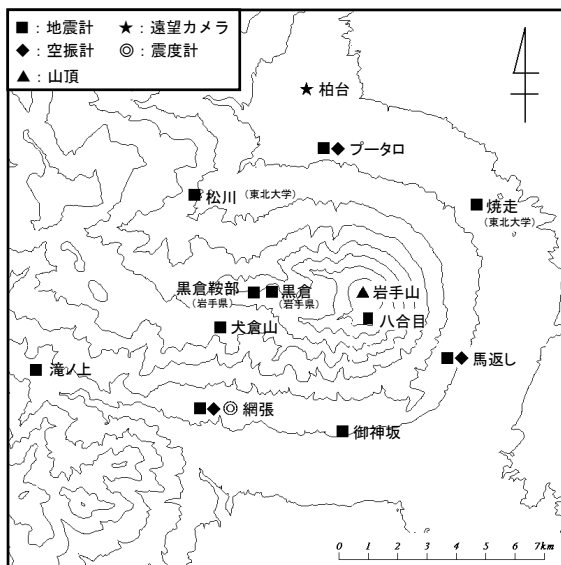 ■：地震計 ★：遠望カメラ
◆：空振計 ◎：震度計
▲：山頂
柏台
プータロ
松川（東北大学）
焼走
（東北大学）
黒倉鞍部
（岩手県）
黒倉
（岩手県）
岩手山
八合目
犬倉山
滝ノ上
馬返し
網張
御神坂
0 1 2 3 4 5 6 7km